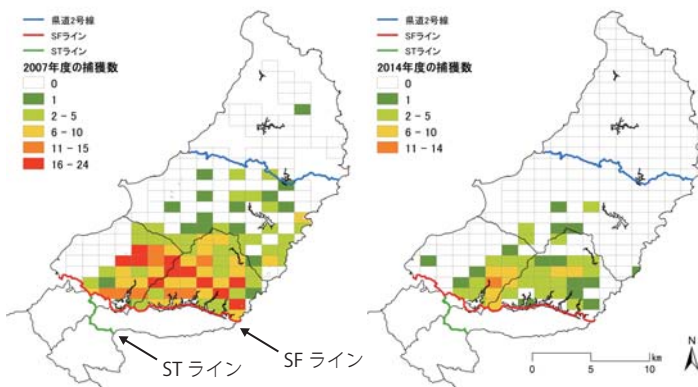 県道2号線
SFライン
STライン
2007年度の捕獲数
0
1
2 - 5
6 - 10
11 - 15
16 - 24
ST ライン
SF ライン
県道2号線
SFライン
STライン
2014年度の捕獲数
0
1
2 - 5
6 - 10
11 - 14
N
km
0 5 10